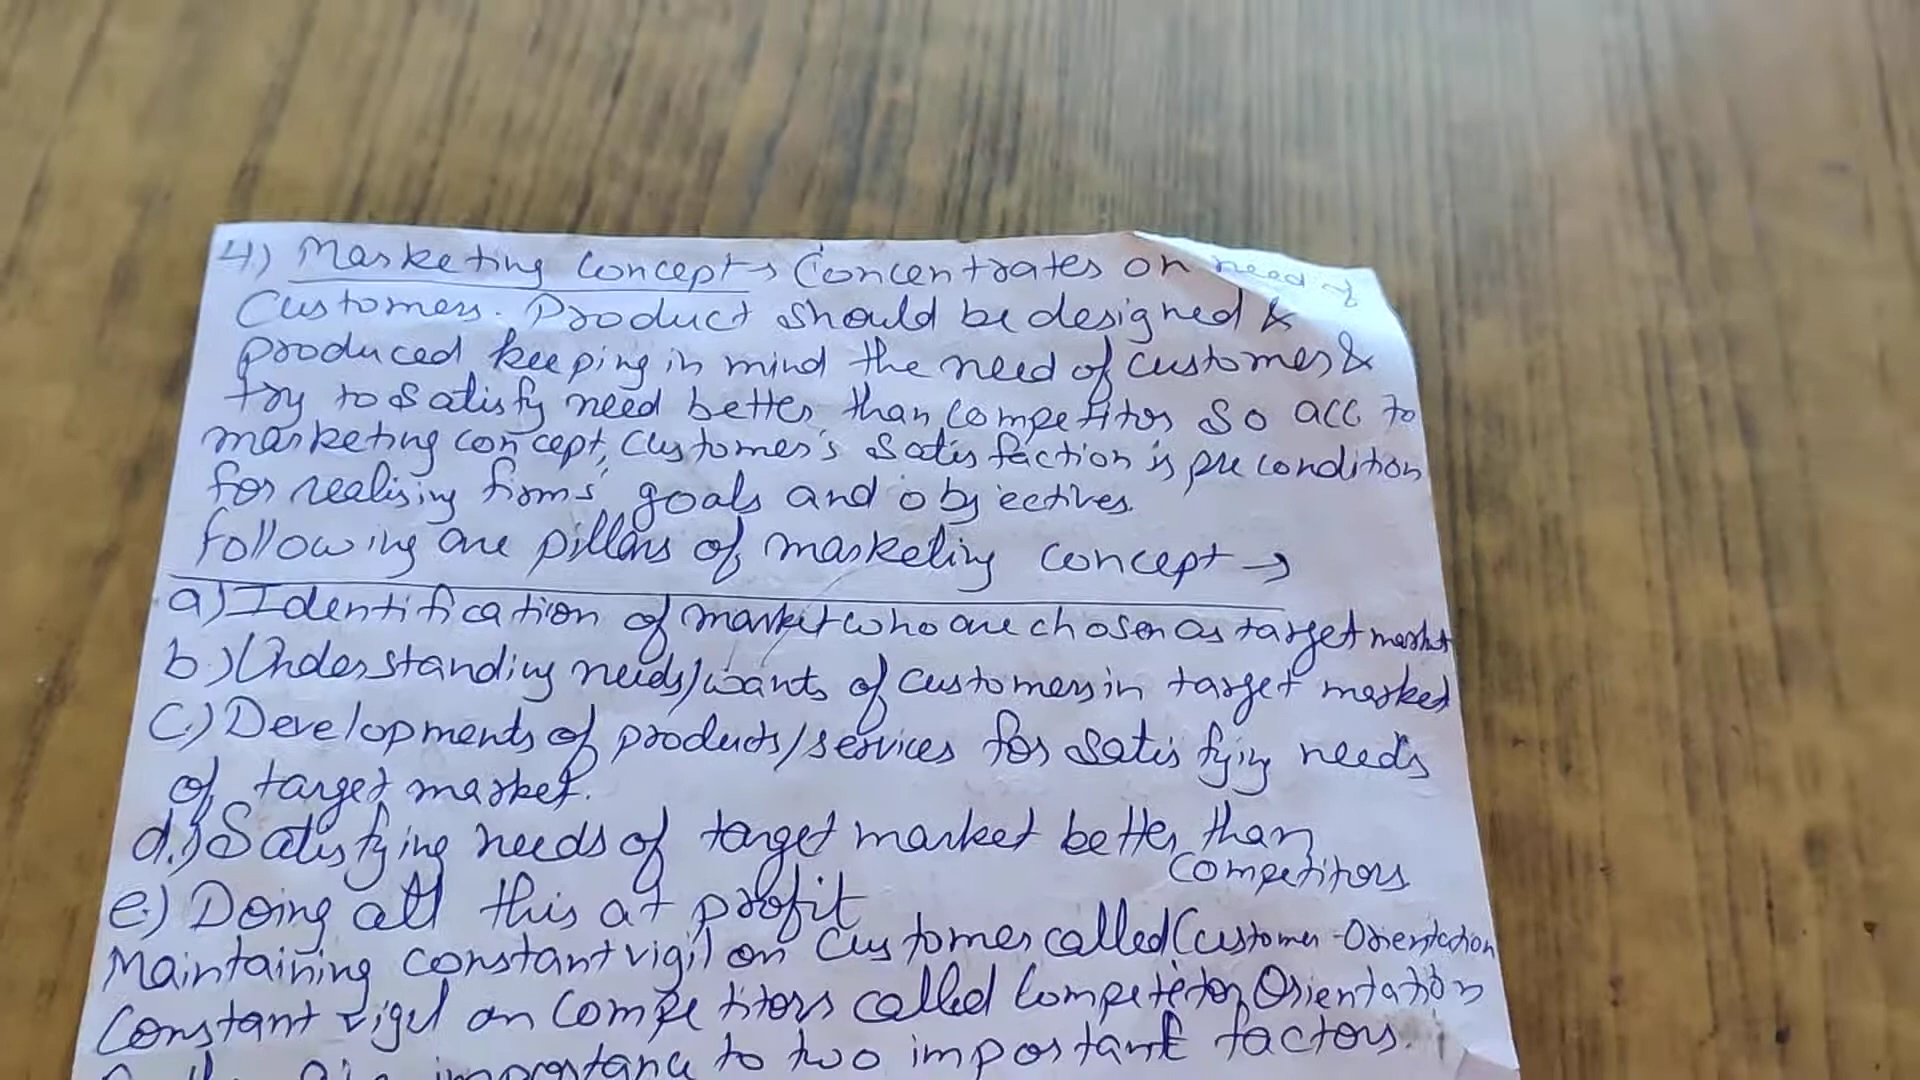 4) Marketing Concept → Concentrates on need of
Customers. Product should be designed &
produced keeping in mind the need of customer &
try to satisfy need better than competitor So acc to
marketing concept, customer's satisfaction is pre condition
for realising firms' goals and objectives.
following are pillars of marketing concept →
a) Identification of market who are chosen as target market
b) Understanding needs/wants of customers in target market
C) Developments of products/services for satisfying needs
of target market.
d.) Satisfying needs of target market better than
competitors
e) Doing all this at profit
Maintaining constant vigil on Customer called Customer-Orientation
Constant vigil on Competitors called Competitor Orientation
importance to two important factors.